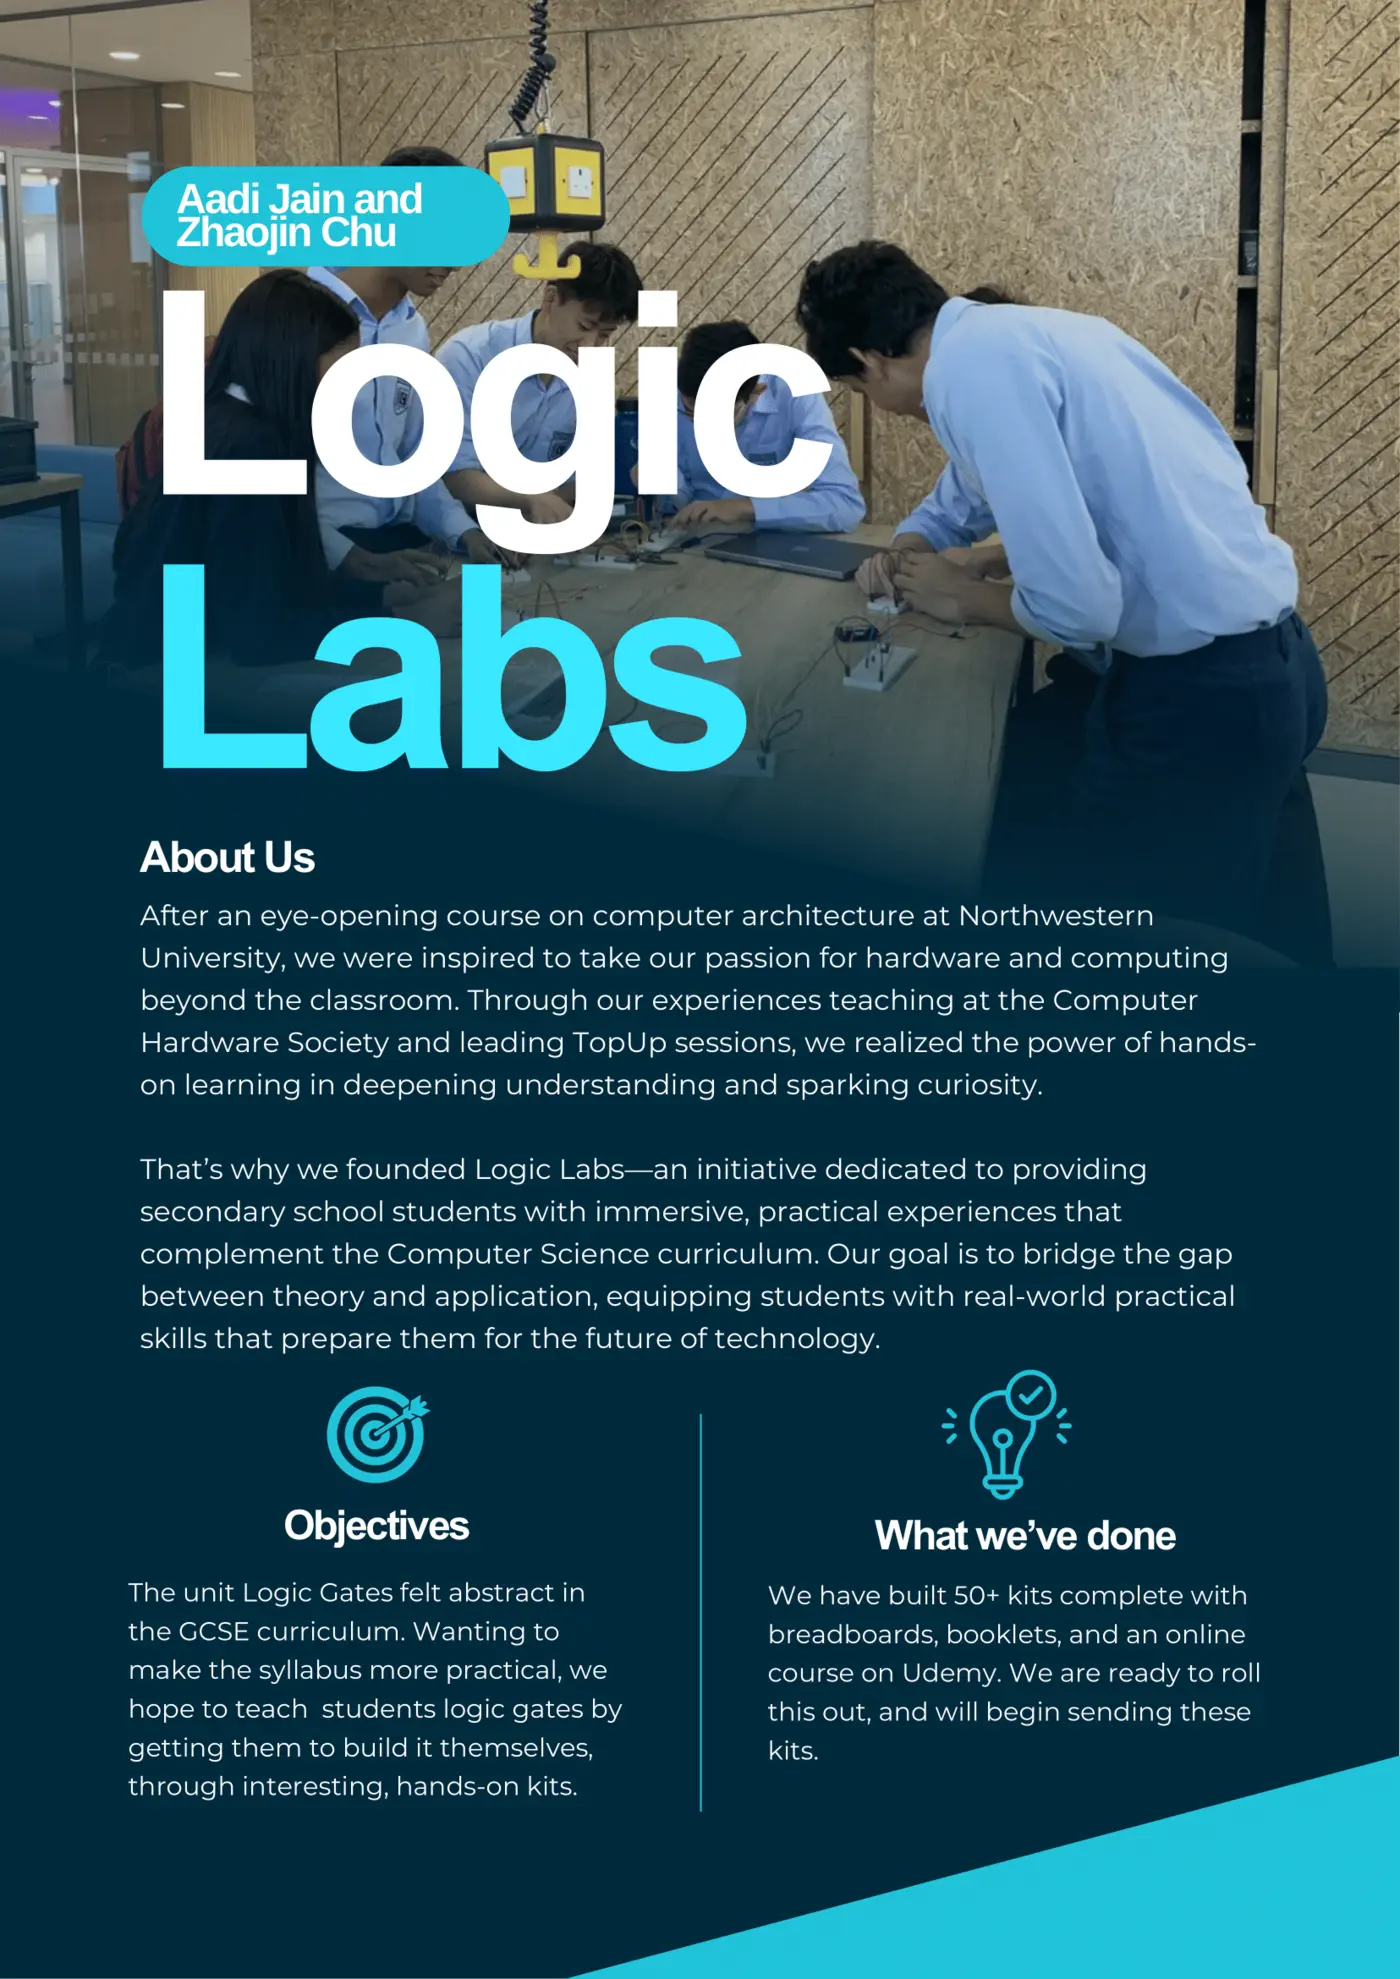 Aadi Jain and
Zhaojin Chu
Logic
Labs
About Us
After an eye-opening course on computer architecture at Northwestern
University, we were inspired to take our passion for hardware and computing
beyond the classroom. Through our experiences teaching at the Computer
Hardware Society and leading TopUp sessions, we realized the power of hands-
on learning in deepening understanding and sparking curiosity.
That’s why we founded Logic Labs—an initiative dedicated to providing
secondary school students with immersive, practical experiences that
complement the Computer Science curriculum. Our goal is to bridge the gap
between theory and application, equipping students with real-world practical
skills that prepare them for the future of technology.
Objectives
The unit Logic Gates felt abstract in
the GCSE curriculum. Wanting to
make the syllabus more practical, we
hope to teach  students logic gates by
getting them to build it themselves,
through interesting, hands-on kits.
What we’ve done
We have built 50+ kits complete with
breadboards, booklets, and an online
course on Udemy. We are ready to roll
this out, and will begin sending these
kits.